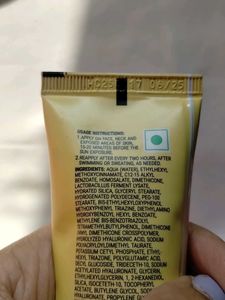 17 06/25
USAGE INSTRUCTIONS:
1.APPLY on FACE, NECK AND
EXPOSED AREAS OF SKIN,
15-20 MINUTES BEFORE THE
SUN EXPOSURE.
2.REAPPLY AFTER EVERY TWO HOURS, AFTER
SWIMMING OR SWEATING, AS NEEDED.
INGREDIENTS: AQUA (WATER), ETHYLHEXYL
METHOXYCINNAMATE, C12-15 ALKYL
BENZOATE, HOMOSALATE, DIMETHICONE,
LACTOBACILLUS FERMENT LYSATE,
HYDRATED SILICA, GLYCERYL STEARATE,
HYDROGENATED POLYDECENE, PEG-100
STEARATE, BIS-ETHYLHEXYLOXYPHENOL
METHOXYPHENYL TRIAZINE, DIETHYLAMINO
HYDROXYBENZOYL HEXYL BENZOATE,
METHYLENE BIS-BENZOTRIAZOLYL
TETRAMETHYLBUTYLPHENOL, DIMETHICONE
VINYL DIMETHICONE CROSSPOLYMER,
HYDROLYZED HYALURONIC ACID, SODIUM
POLYACRYLOYLDIMETHYL TAURATE,
POTASSIUM CETYL PHOSPHATE, ETHYL-
HEXYL TRIAZONE, POLYGLUTAMIC ACID,
DECYL GLUCOSIDE, TRIDECETH-10, SODIUM
ACETYLATED HYALURONATE, GLYCERIN,
ETHYLHEXYLGLYCERIN, 1,2-HEXANEDIOL,
SILICA, ISOCETETH-10, TOCOPHERYL
ACETATE, BUTYLENE GLYCOL, SODIUM
HYALURONATE, PROPYLENE